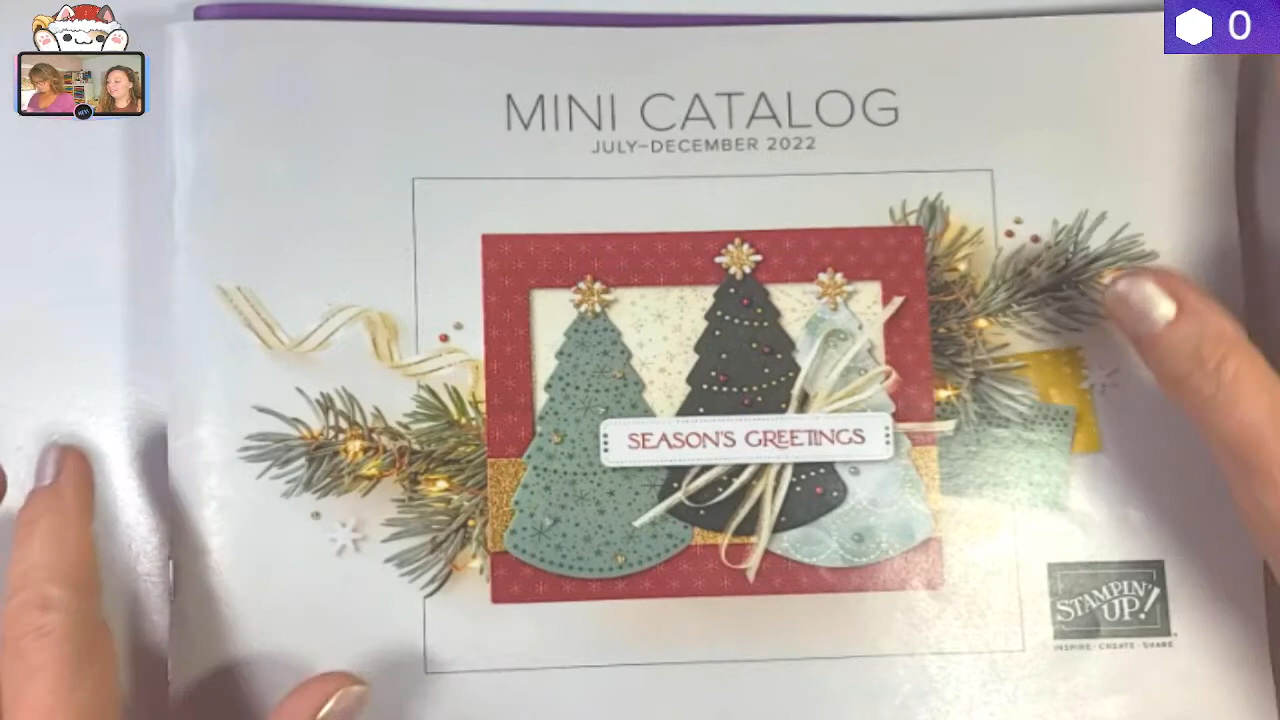 0
MINI CATALOG
JULY–DECEMBER 2022
SEASON'S GREETINGS
STAMPIN'
UP!
INSPIRE · CREATE · SHARE